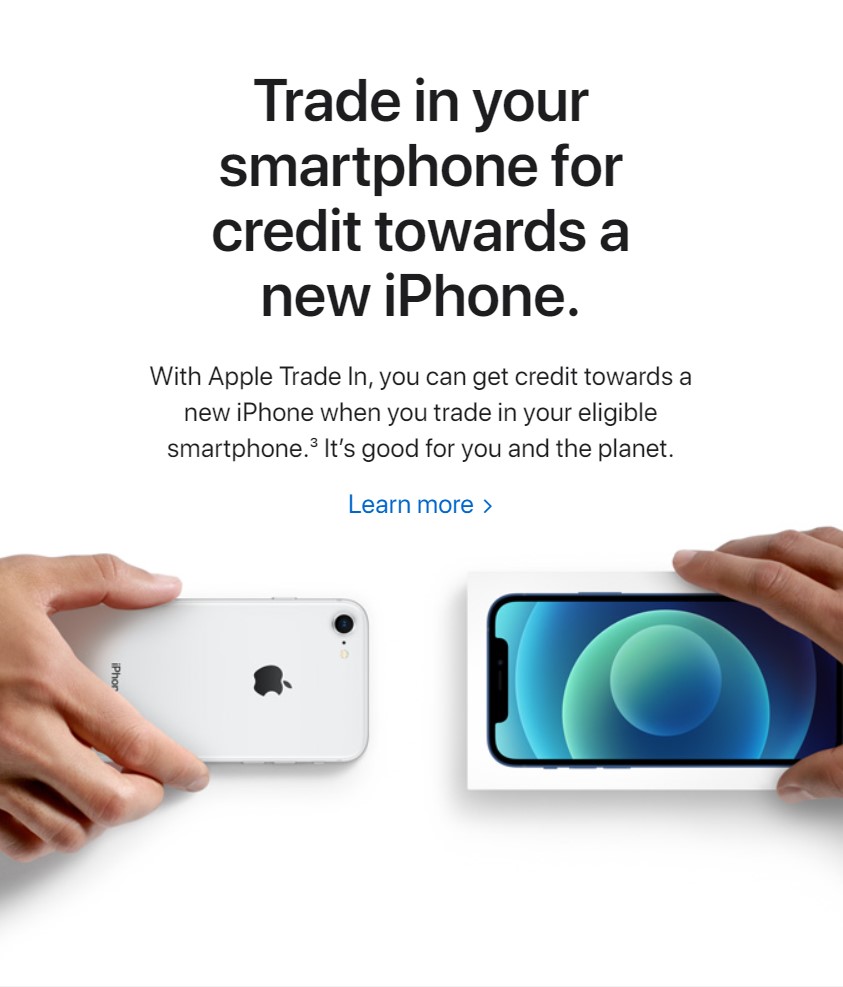 Trade in your
smartphone for
credit towards a
new iPhone.
With Apple Trade In, you can get credit towards a
new iPhone when you trade in your eligible
smartphone.³ It’s good for you and the planet.
Learn more >
iPhon